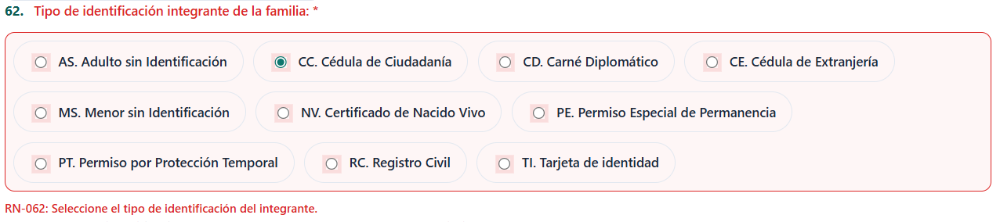 62. Tipo de identificación integrante de la familia: *
AS. Adulto sin Identificación CC. Cédula de Ciudadanía CD. Carné Diplomático CE. Cédula de Extranjería
MS. Menor sin Identificación NV. Certificado de Nacido Vivo PE. Permiso Especial de Permanencia
PT. Permiso por Protección Temporal RC. Registro Civil TI. Tarjeta de identidad
RN-062: Seleccione el tipo de identificación del integrante.